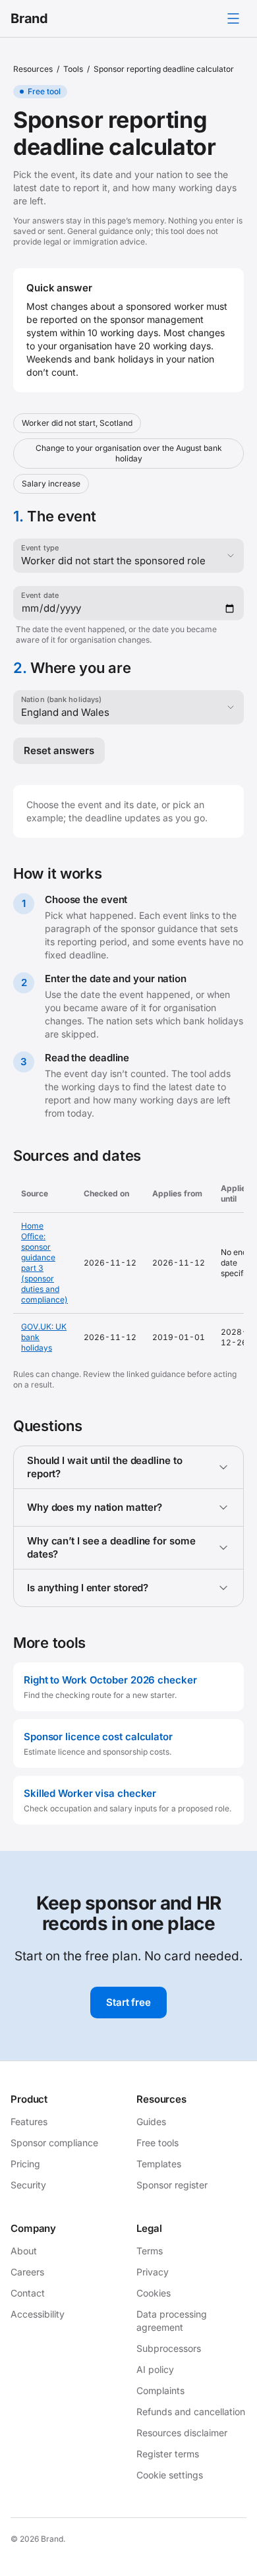 Brand
Resources / Tools / Sponsor reporting deadline calculator
Free tool
Sponsor reporting
deadline calculator
Pick the event, its date and your nation to see the
latest date to report it, and how many working days
are left.
Your answers stay in this page's memory. Nothing you enter is
saved or sent. General guidance only; this tool does not
provide legal or immigration advice.
Quick answer
Most changes about a sponsored worker must
be reported on the sponsor management
system within 10 working days. Most changes
to your organisation have 20 working days.
Weekends and bank holidays in your nation
don't count.
Worker did not start, Scotland
Change to your organisation over the August bank
holiday
Salary increase
1. The event
Event type
Worker did not start the sponsored role
Event date
mm/dd/yyyy
The date the event happened, or the date you became
aware of it for organisation changes.
2. Where you are
Nation (bank holidays)
England and Wales
Reset answers
Choose the event and its date, or pick an
example; the deadline updates as you go.
How it works
1
Choose the event
Pick what happened. Each event links to the
paragraph of the sponsor guidance that sets
its reporting period, and some events have no
fixed deadline.
2
Enter the date and your nation
Use the date the event happened, or when
you became aware of it for organisation
changes. The nation sets which bank holidays
are skipped.
3
Read the deadline
The event day isn't counted. The tool adds
the working days to find the latest date to
report and how many working days are left
from today.
Sources and dates
Source Checked on Applies from
until
Home
Office:
sponsor
guidance
part 3
(sponsor
duties and
compliance)
2026-11-12 2026-11-12
date
GOV.UK: UK
bank
holidays
2026-11-12 2019-01-01
2028-
Rules can change. Review the linked guidance before acting
on a result.
Questions
Should I wait until the deadline to
report?
Why does my nation matter?
Why can't I see a deadline for some
dates?
Is anything I enter stored?
More tools
Right to Work October 2026 checker
Find the checking route for a new starter.
Sponsor licence cost calculator
Estimate licence and sponsorship costs.
Skilled Worker visa checker
Check occupation and salary inputs for a proposed role.
Keep sponsor and HR
records in one place
Start on the free plan. No card needed.
Start free
Product
Features
Sponsor compliance
Pricing
Security
Resources
Guides
Free tools
Templates
Sponsor register
Company
About
Careers
Contact
Accessibility
Legal
Terms
Privacy
Cookies
Data processing
agreement
Subprocessors
AI policy
Complaints
Refunds and cancellation
Resources disclaimer
Register terms
Cookie settings
© 2026 Brand.